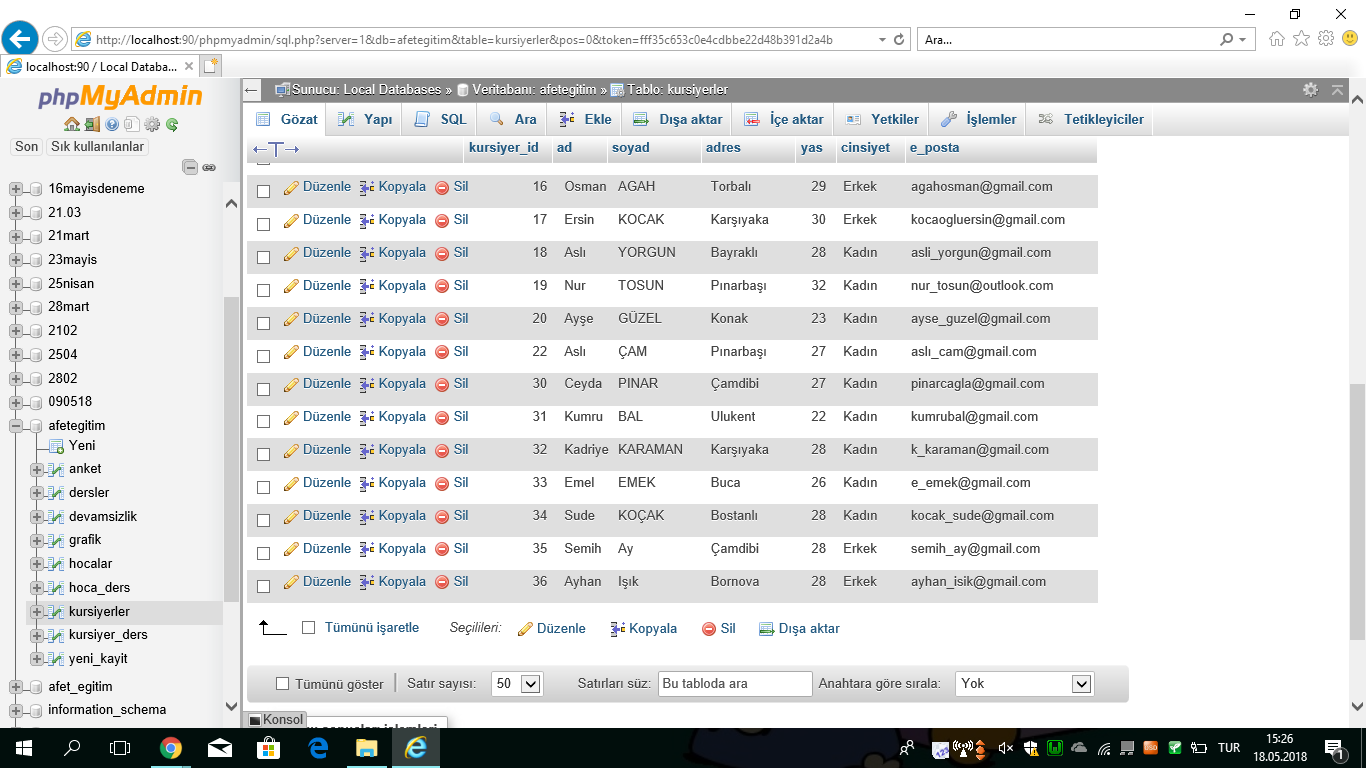 http://localhost:90/phpmyadmin/sql.php?server=1&db=afetegitim&table=kursiyerler&pos=0&token=fff35c653c0e4cdbbe22d48b391d2a4b
Ara...
localhost:90 / Local Databa...
phpMyAdmin
Son Sık kullanılanlar
16mayisdeneme
21.03
21mart
23mayis
25nisan
28mart
2102
2504
2802
090518
afetegitim
Yeni
anket
dersler
devamsizlik
grafik
hocalar
hoca_ders
kursiyerler
kursiyer_ders
yeni_kayit
afet_egitim
information_schema
Sunucu: Local Databases » Veritabanı: afetegitim » Tablo: kursiyerler
Gözat Yapı SQL Ara Ekle Dışa aktar İçe aktar Yetkiler İşlemler Tetikleyiciler
kursiyer_id ad soyad adres yas cinsiyet e_posta
Düzenle Kopyala Sil 16 Osman AGAH Torbalı 29 Erkek agahosman@gmail.com
Düzenle Kopyala Sil 17 Ersin KOCAK Karşıyaka 30 Erkek kocaogluersin@gmail.com
Düzenle Kopyala Sil 18 Aslı YORGUN Bayraklı 28 Kadın asli_yorgun@gmail.com
Düzenle Kopyala Sil 19 Nur TOSUN Pınarbaşı 32 Kadın nur_tosun@outlook.com
Düzenle Kopyala Sil 20 Ayşe GÜZEL Konak 23 Kadın ayse_guzel@gmail.com
Düzenle Kopyala Sil 22 Aslı ÇAM Pınarbaşı 27 Kadın aslı_cam@gmail.com
Düzenle Kopyala Sil 30 Ceyda PINAR Çamdibi 27 Kadın pinarcagla@gmail.com
Düzenle Kopyala Sil 31 Kumru BAL Ulukent 22 Kadın kumrubal@gmail.com
Düzenle Kopyala Sil 32 Kadriye KARAMAN Karşıyaka 28 Kadın k_karaman@gmail.com
Düzenle Kopyala Sil 33 Emel EMEK Buca 26 Kadın e_emek@gmail.com
Düzenle Kopyala Sil 34 Sude KOÇAK Bostanlı 28 Kadın kocak_sude@gmail.com
Düzenle Kopyala Sil 35 Semih Ay Çamdibi 28 Erkek semih_ay@gmail.com
Düzenle Kopyala Sil 36 Ayhan Işık Bornova 28 Erkek ayhan_isik@gmail.com
Tümünü işaretle Seçilileri: Düzenle Kopyala Sil Dışa aktar
Tümünü göster Satır sayısı: 50 Satırları süz: Bu tabloda ara Anahtara göre sırala: Yok
Konsol
TUR
15:26
18.05.2018
1